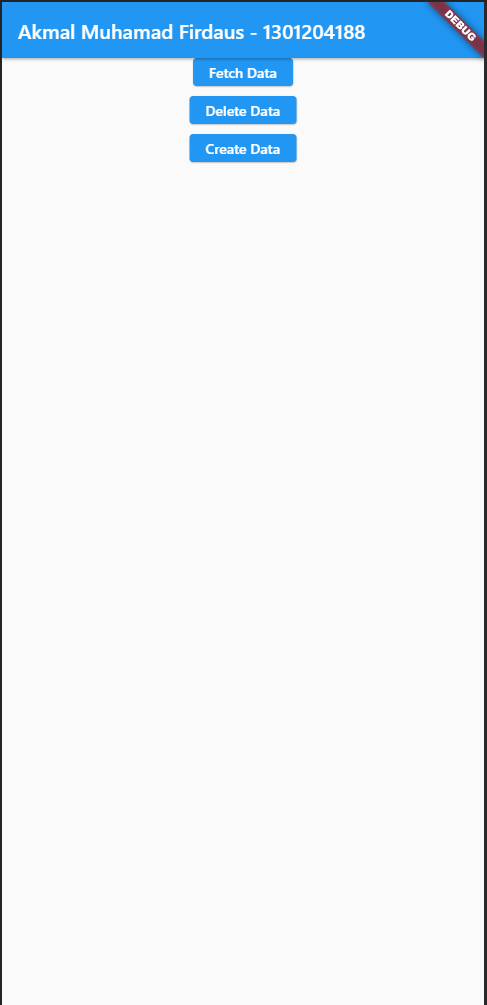 Akmal Muhamad Firdaus - 1301204188
DEBUG
Fetch Data
Delete Data
Create Data